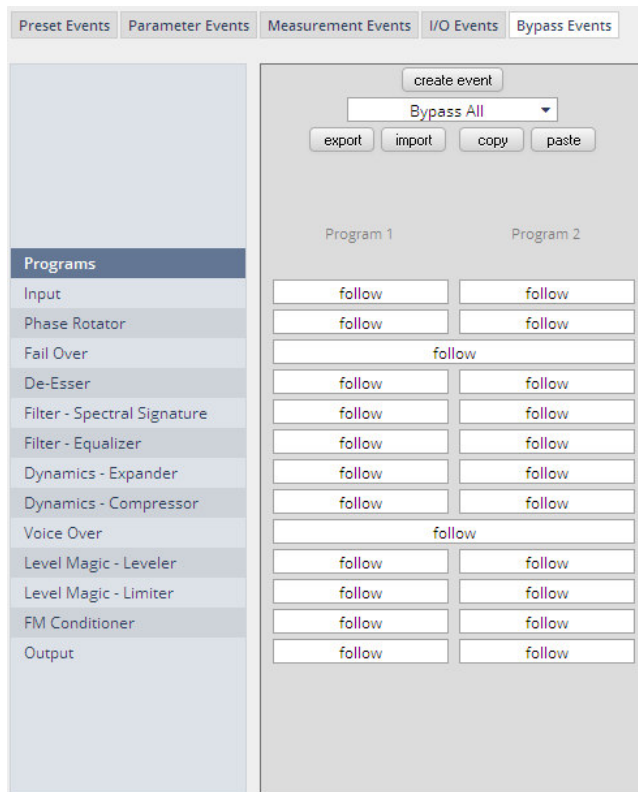 Preset Events Parameter Events Measurement Events I/O Events Bypass Events
create event
Bypass All
export import copy paste
Program 1 Program 2
Programs
Input follow follow
Phase Rotator follow follow
Fail Over follow
De-Esser follow follow
Filter - Spectral Signature follow follow
Filter - Equalizer follow follow
Dynamics - Expander follow follow
Dynamics - Compressor follow follow
Voice Over follow
Level Magic - Leveler follow follow
Level Magic - Limiter follow follow
FM Conditioner follow follow
Output follow follow